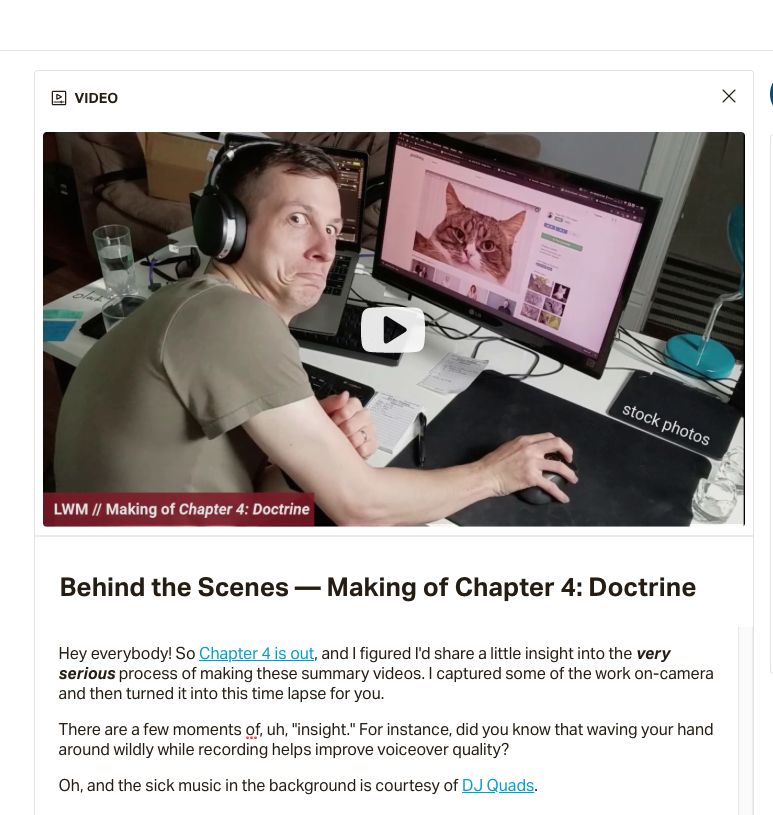 VIDEO
stock photos
LWM // Making of Chapter 4: Doctrine
Behind the Scenes — Making of Chapter 4: Doctrine
Hey everybody! So Chapter 4 is out, and I figured I'd share a little insight into the very
serious process of making these summary videos. I captured some of the work on-camera
and then turned it into this time lapse for you.
There are a few moments of, uh, "insight." For instance, did you know that waving your hand
around wildly while recording helps improve voiceover quality?
Oh, and the sick music in the background is courtesy of DJ Quads.